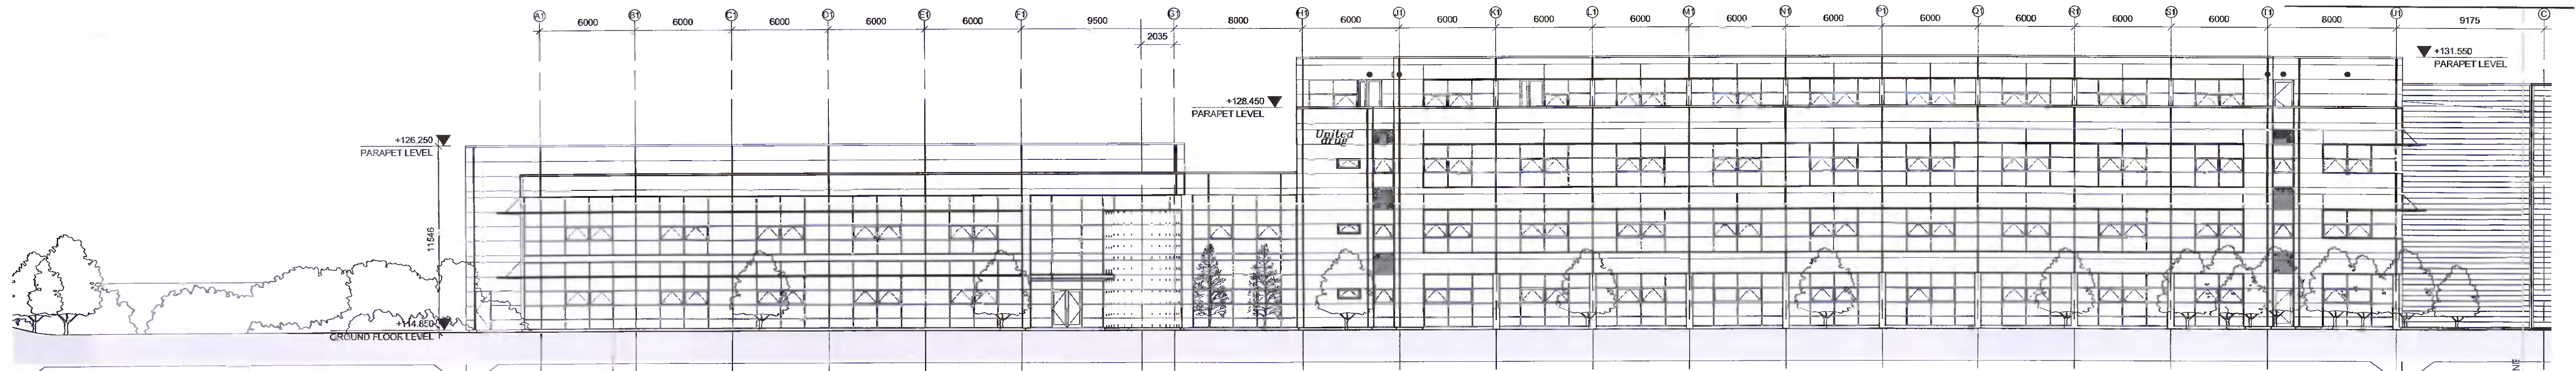 A1 B1 C1 D1 E1 F1 G1 H1 J1 K1 L1 M1 N1 P1 Q1 R1 S1 T1 U1 C
6000 6000 6000 6000 6000 9500 8000 6000 6000 6000 6000 6000 6000 6000 6000 6000 6000 8000 9175
2035
+131.550
PARAPET LEVEL
+128.450
PARAPET LEVEL
+126.250
PARAPET LEVEL
United
drug
11546
+114.850
GROUND FLOOR LEVEL